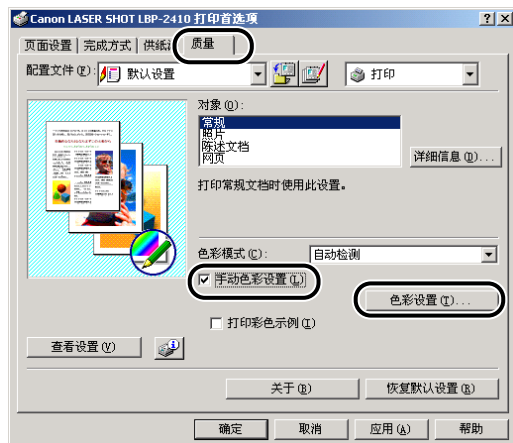 Canon LASER SHOT LBP-2410 打印首选项
页面设置 完成方式 供纸 质量
配置文件(F): 默认设置 打印
对象(O):
常规
照片
陈述文档
网页
详细信息(D)...
打印常规文档时使用此设置。
色彩模式(C): 自动检测
手动色彩设置(L)
色彩设置(T)...
打印彩色示例(I)
查看设置(V)
关于(B) 恢复默认设置(R)
确定 取消 应用(A) 帮助